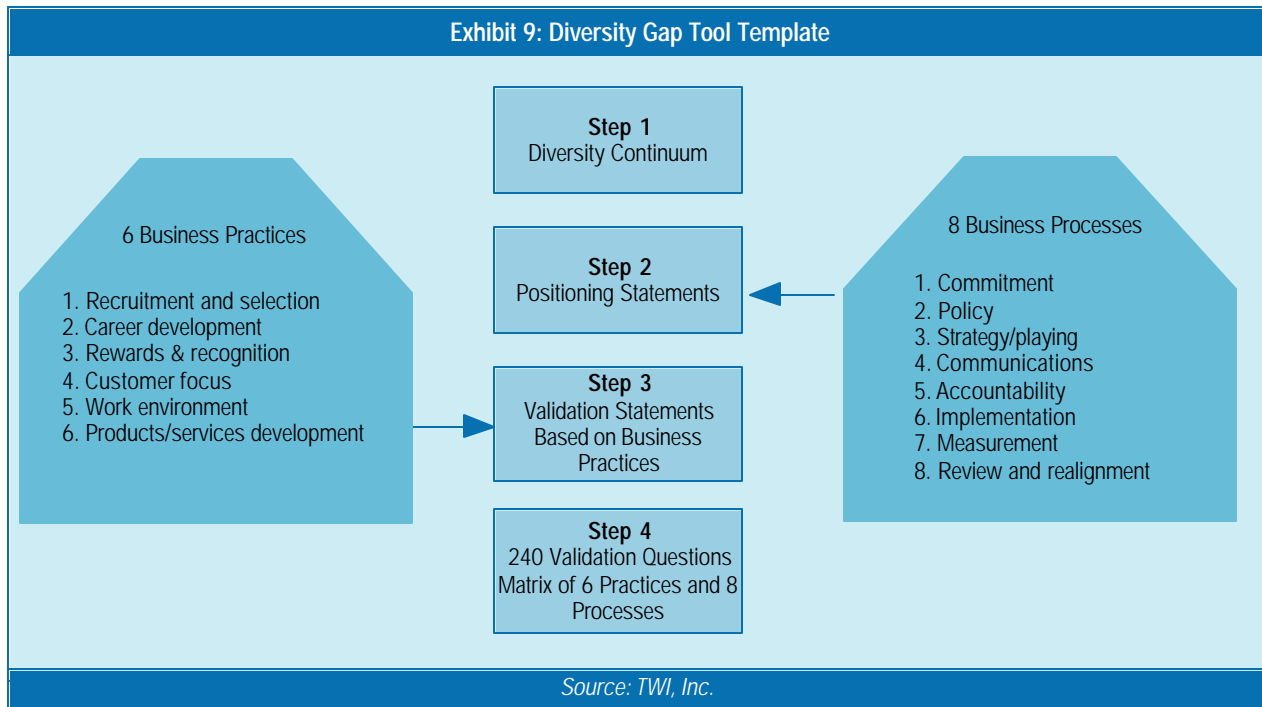 Exhibit 9: Diversity Gap Tool Template
6 Business Practices
1. Recruitment and selection
2. Career development
3. Rewards & recognition
4. Customer focus
5. Work environment
6. Products/services development
Step 1
Diversity Continuum
Step 2
Positioning Statements
Step 3
Validation Statements
Based on Business
Practices
Step 4
240 Validation Questions
Matrix of 6 Practices and 8
Processes
8 Business Processes
1. Commitment
2. Policy
3. Strategy/playing
4. Communications
5. Accountability
6. Implementation
7. Measurement
8. Review and realignment
Source: TWI, Inc.